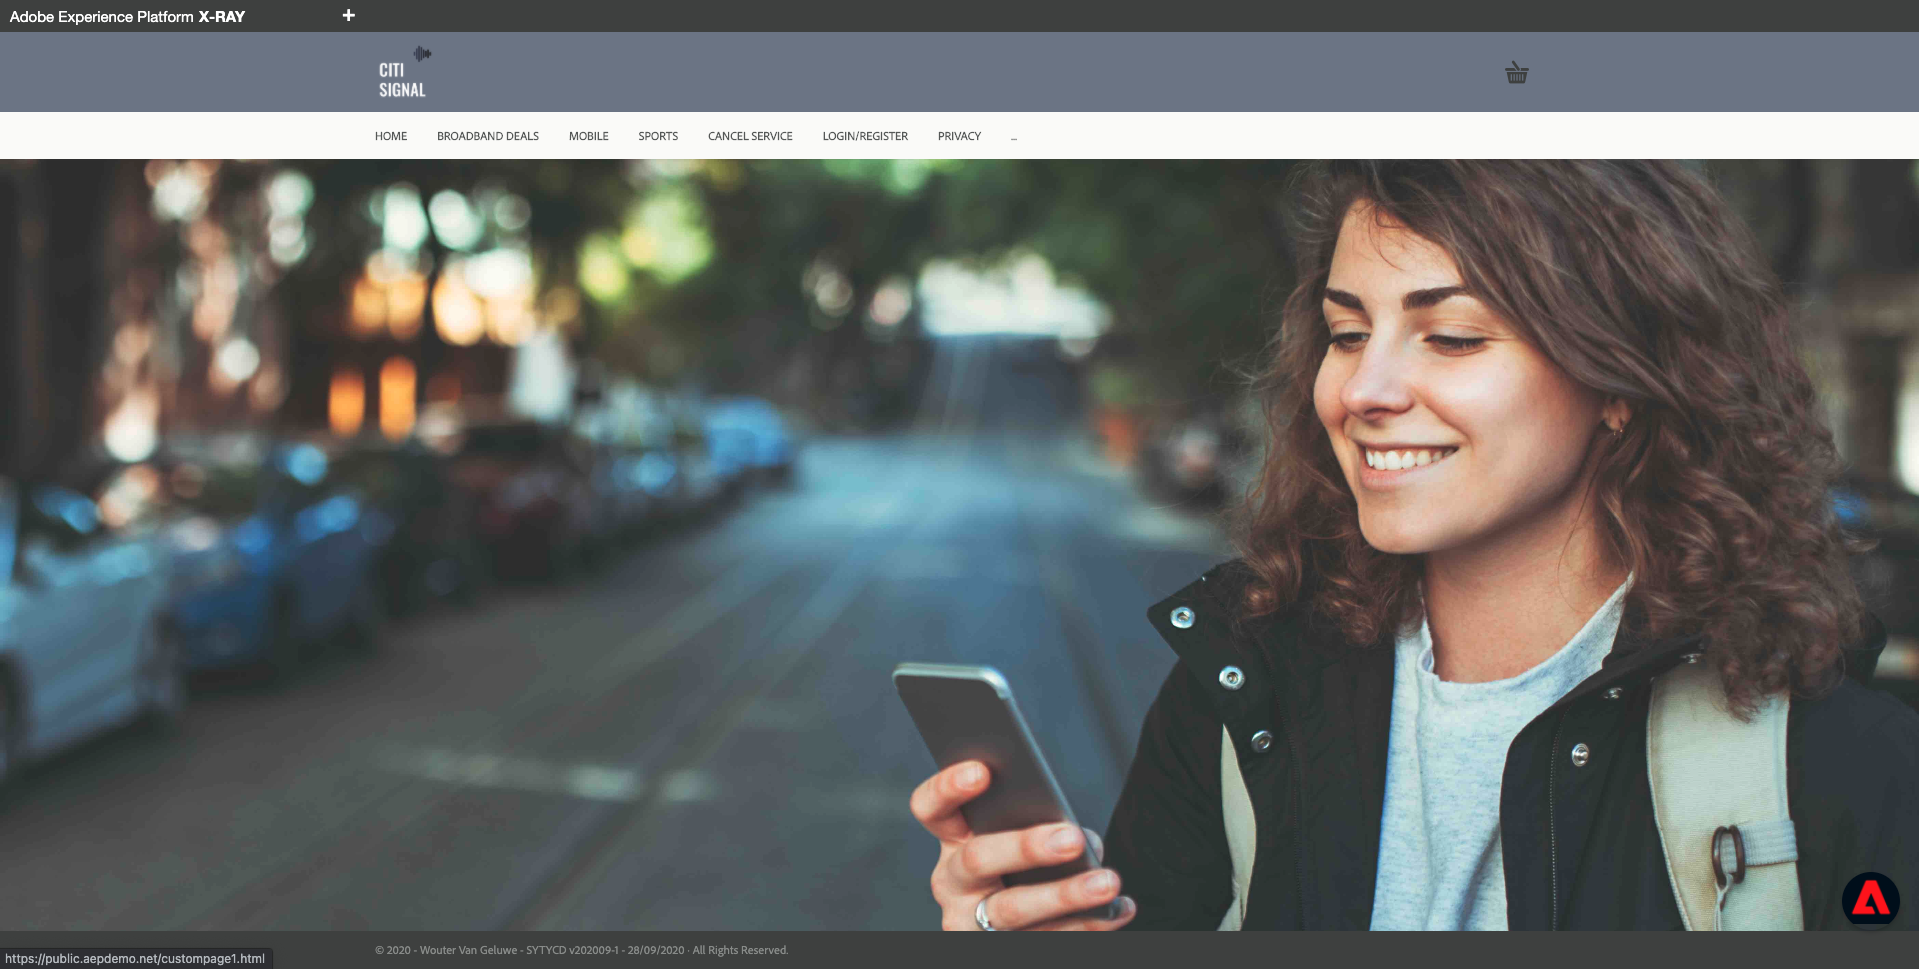 Adobe Experience Platform X-RAY
CITI
SIGNAL
HOME BROADBAND DEALS MOBILE SPORTS CANCEL SERVICE LOGIN/REGISTER PRIVACY ...
© 2020 - Wouter Van Geluwe - SYTYCD v202009-1 - 28/09/2020 · All Rights Reserved.
https://public.aepdemo.net/custompage1.html